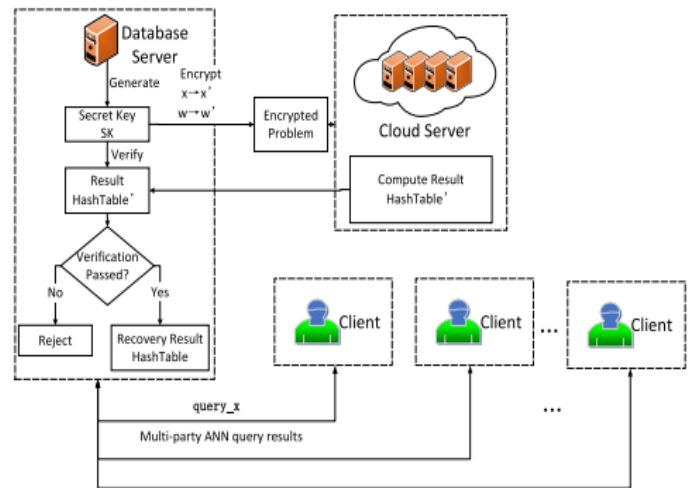 Database
Server
Generate
Encrypt
x→x'
w→w'
Secret Key
SK
Encrypted
Problem
Cloud Server
Verify
Result
HashTable'
Compute Result
HashTable'
Verification
Passed?
No
Yes
Reject
Recovery Result
HashTable
Client
Client
...
Client
query_x
...
Multi-party ANN query results